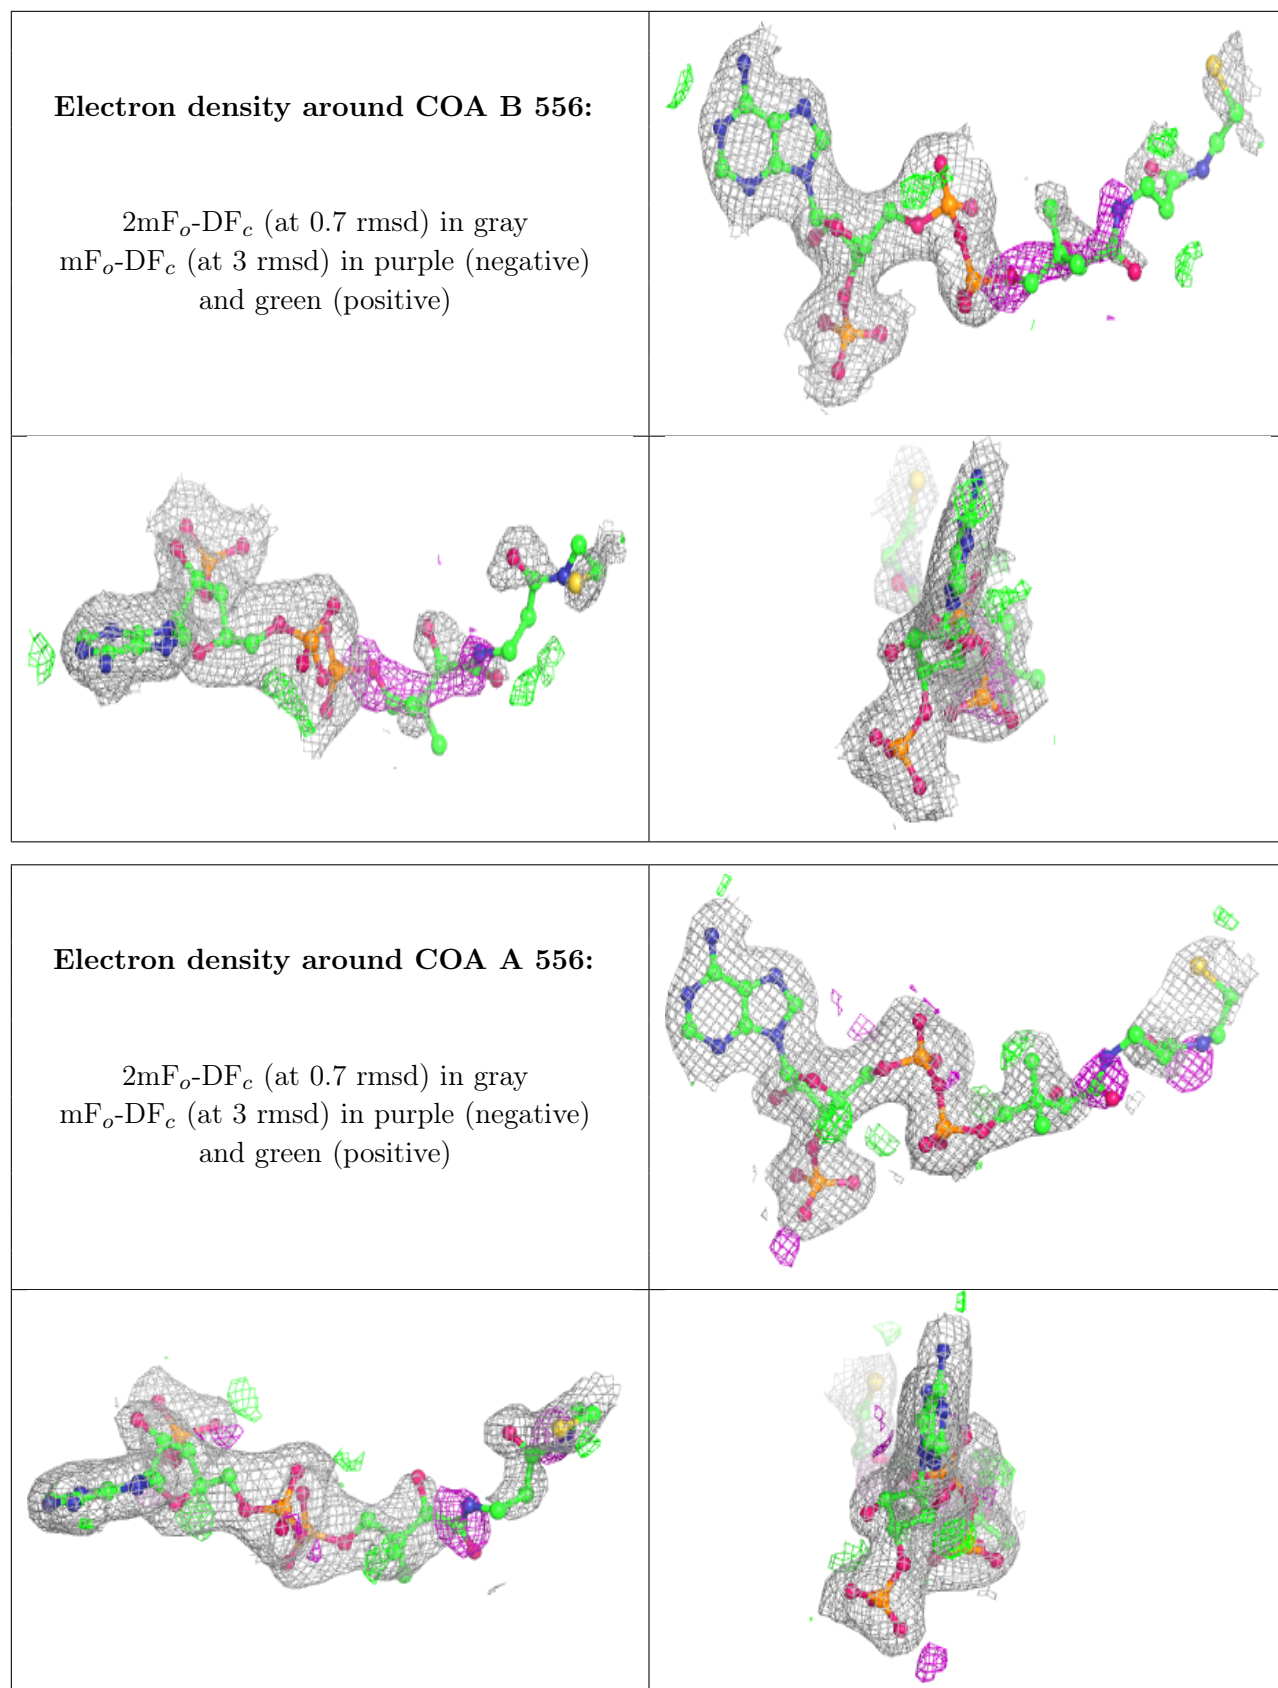 Electron density around COA B 556:
2mFo-DFc (at 0.7 rmsd) in gray
mFo-DFc (at 3 rmsd) in purple (negative)
and green (positive)
Electron density around COA A 556:
2mFo-DFc (at 0.7 rmsd) in gray
mFo-DFc (at 3 rmsd) in purple (negative)
and green (positive)